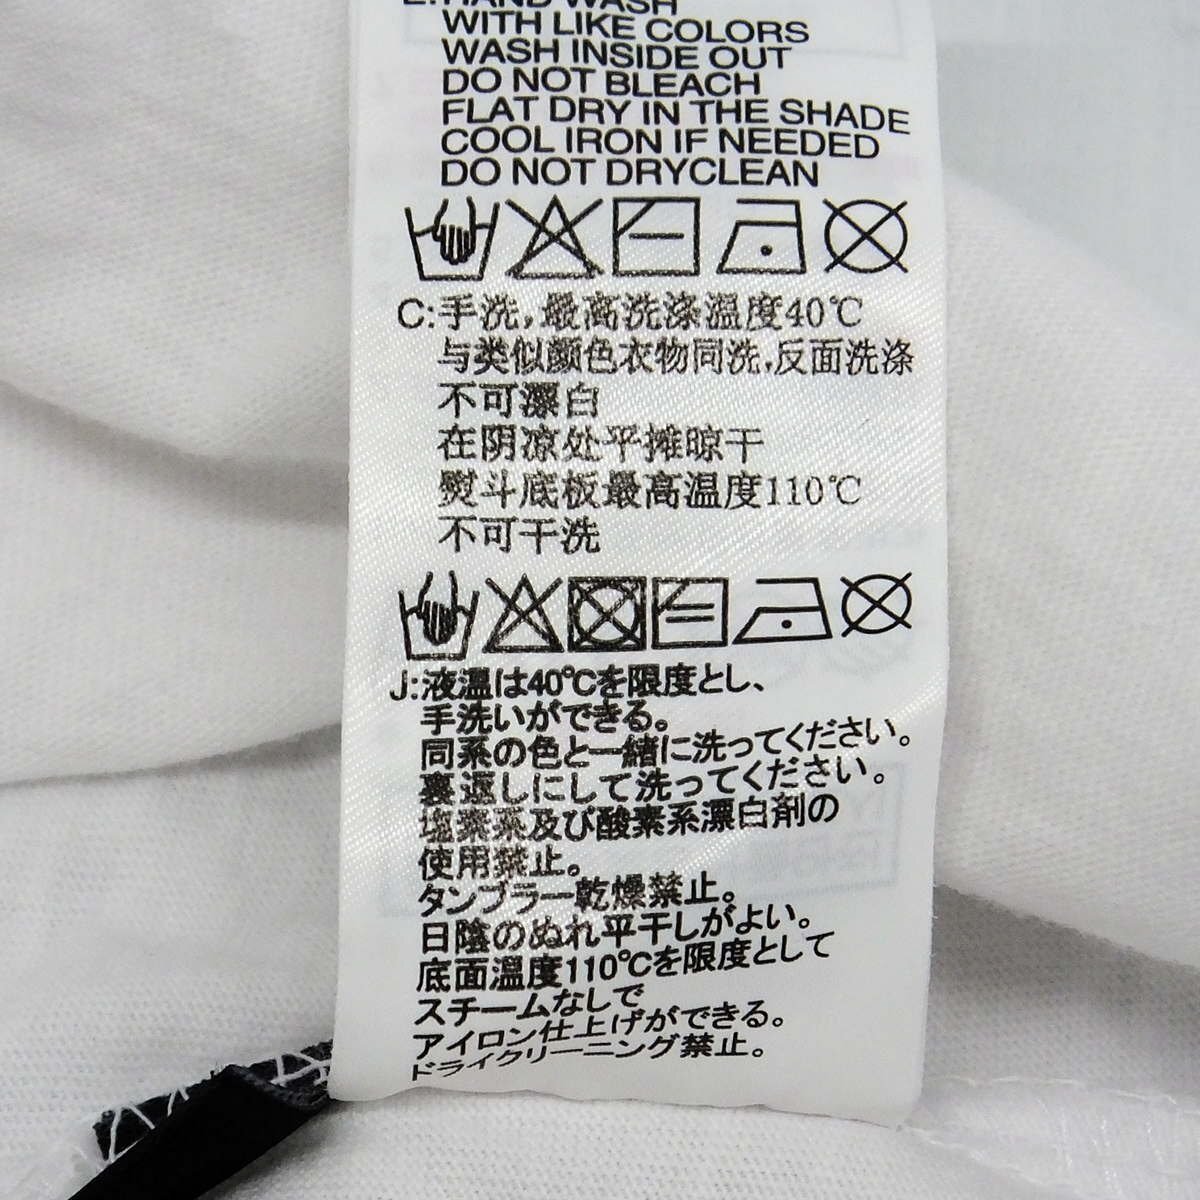 E:HAND WASH
WITH LIKE COLORS
WASH INSIDE OUT
DO NOT BLEACH
FLAT DRY IN THE SHADE
COOL IRON IF NEEDED
DO NOT DRYCLEAN
C:手洗,最高洗涤温度40℃
与类似颜色衣物同洗,反面洗涤
不可漂白
在阴凉处平摊晾干
熨斗底板最高温度110℃
不可干洗
J:液温は40℃を限度とし、
手洗いができる。
同系の色と一緒に洗ってください。
裏返しにして洗ってください。
塩素系及び酸素系漂白剤の
使用禁止。
タンブラー乾燥禁止。
日陰のぬれ平干しがよい。
底面温度110℃を限度として
スチームなしで
アイロン仕上げができる。
ドライクリーニング禁止。